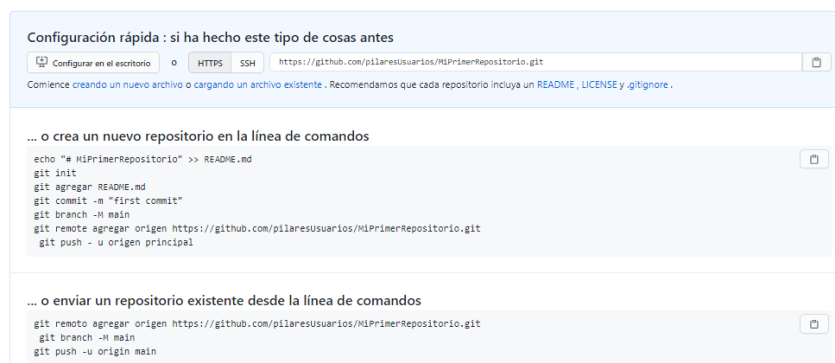 Configuración rápida : si ha hecho este tipo de cosas antes
Configurar en el escritorio o HTTPS SSH https://github.com/pilaresUsuarios/MiPrimerRepositorio.git
Comience creando un nuevo archivo o cargando un archivo existente . Recomendamos que cada repositorio incluya un README , LICENSE y .gitignore .
... o crea un nuevo repositorio en la línea de comandos
echo "# MiPrimerRepositorio" >> README.md
git init
git agregar README.md
git commit -m "first commit"
git branch -M main
git remote agregar origen https://github.com/pilaresUsuarios/MiPrimerRepositorio.git
git push - u origen principal
... o enviar un repositorio existente desde la línea de comandos
git remoto agregar origen https://github.com/pilaresUsuarios/MiPrimerRepositorio.git
git branch -M main
git push -u origin main